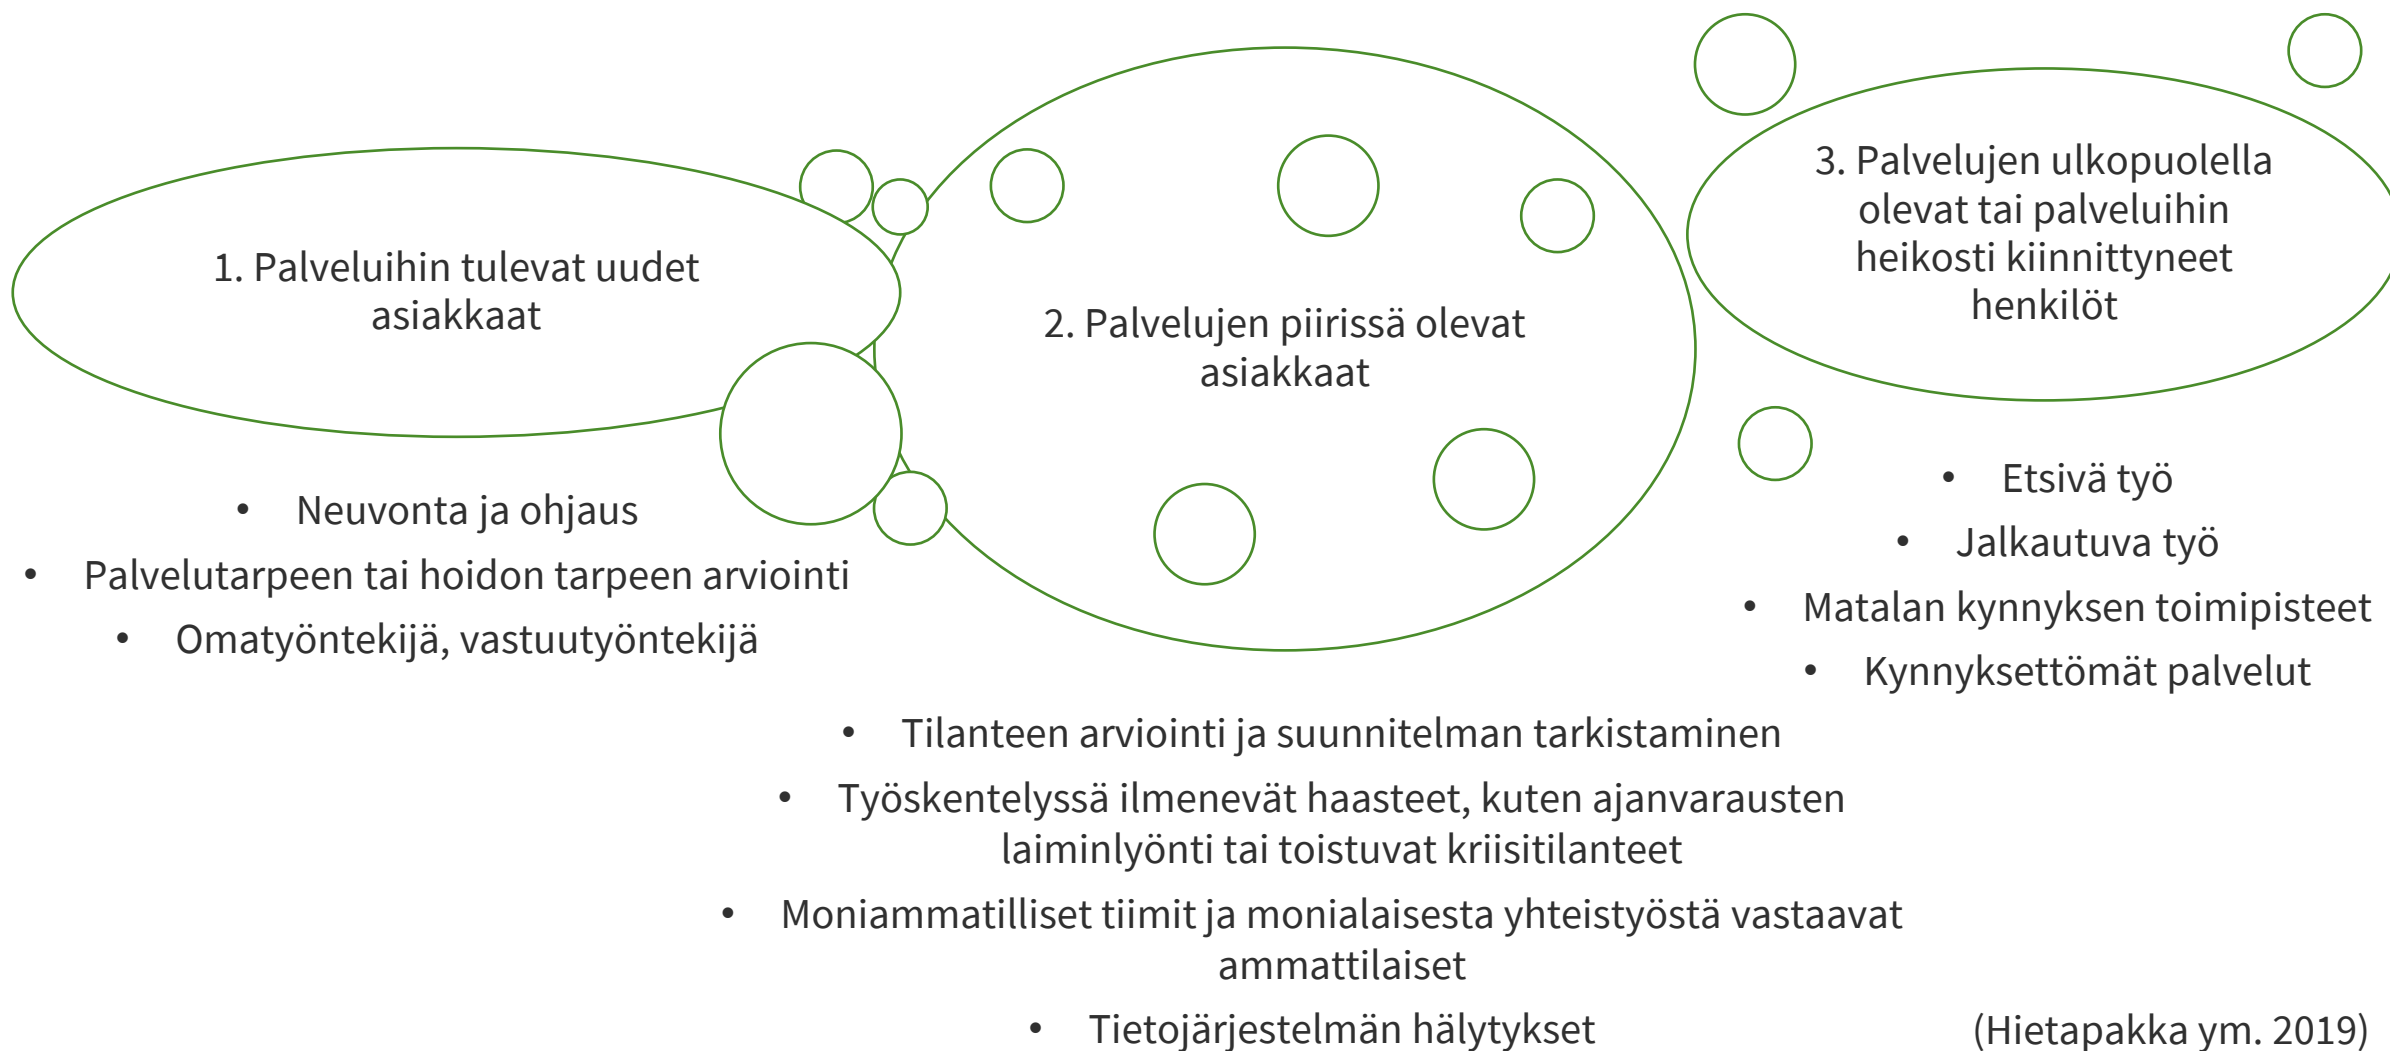 1. Palveluihin tulevat uudet
asiakkaat
• Neuvonta ja ohjaus
• Palvelutarpeen tai hoidon tarpeen arviointi
• Omatyöntekijä, vastuutyöntekijä
2. Palvelujen piirissä olevat
asiakkaat
• Tilanteen arviointi ja suunnitelman tarkistaminen
• Työskentelyssä ilmenevät haasteet, kuten ajanvarausten
laiminlyönti tai toistuvat kriisitilanteet
• Moniammatilliset tiimit ja monialaisesta yhteistyöstä vastaavat
ammattilaiset
• Tietojärjestelmän hälytykset
3. Palvelujen ulkopuolella
olevat tai palveluihin
heikosti kiinnittyneet
henkilöt
• Etsivä työ
• Jalkautuva työ
• Matalan kynnyksen toimipisteet
• Kynnyksettömät palvelut
(Hietapakka ym. 2019)